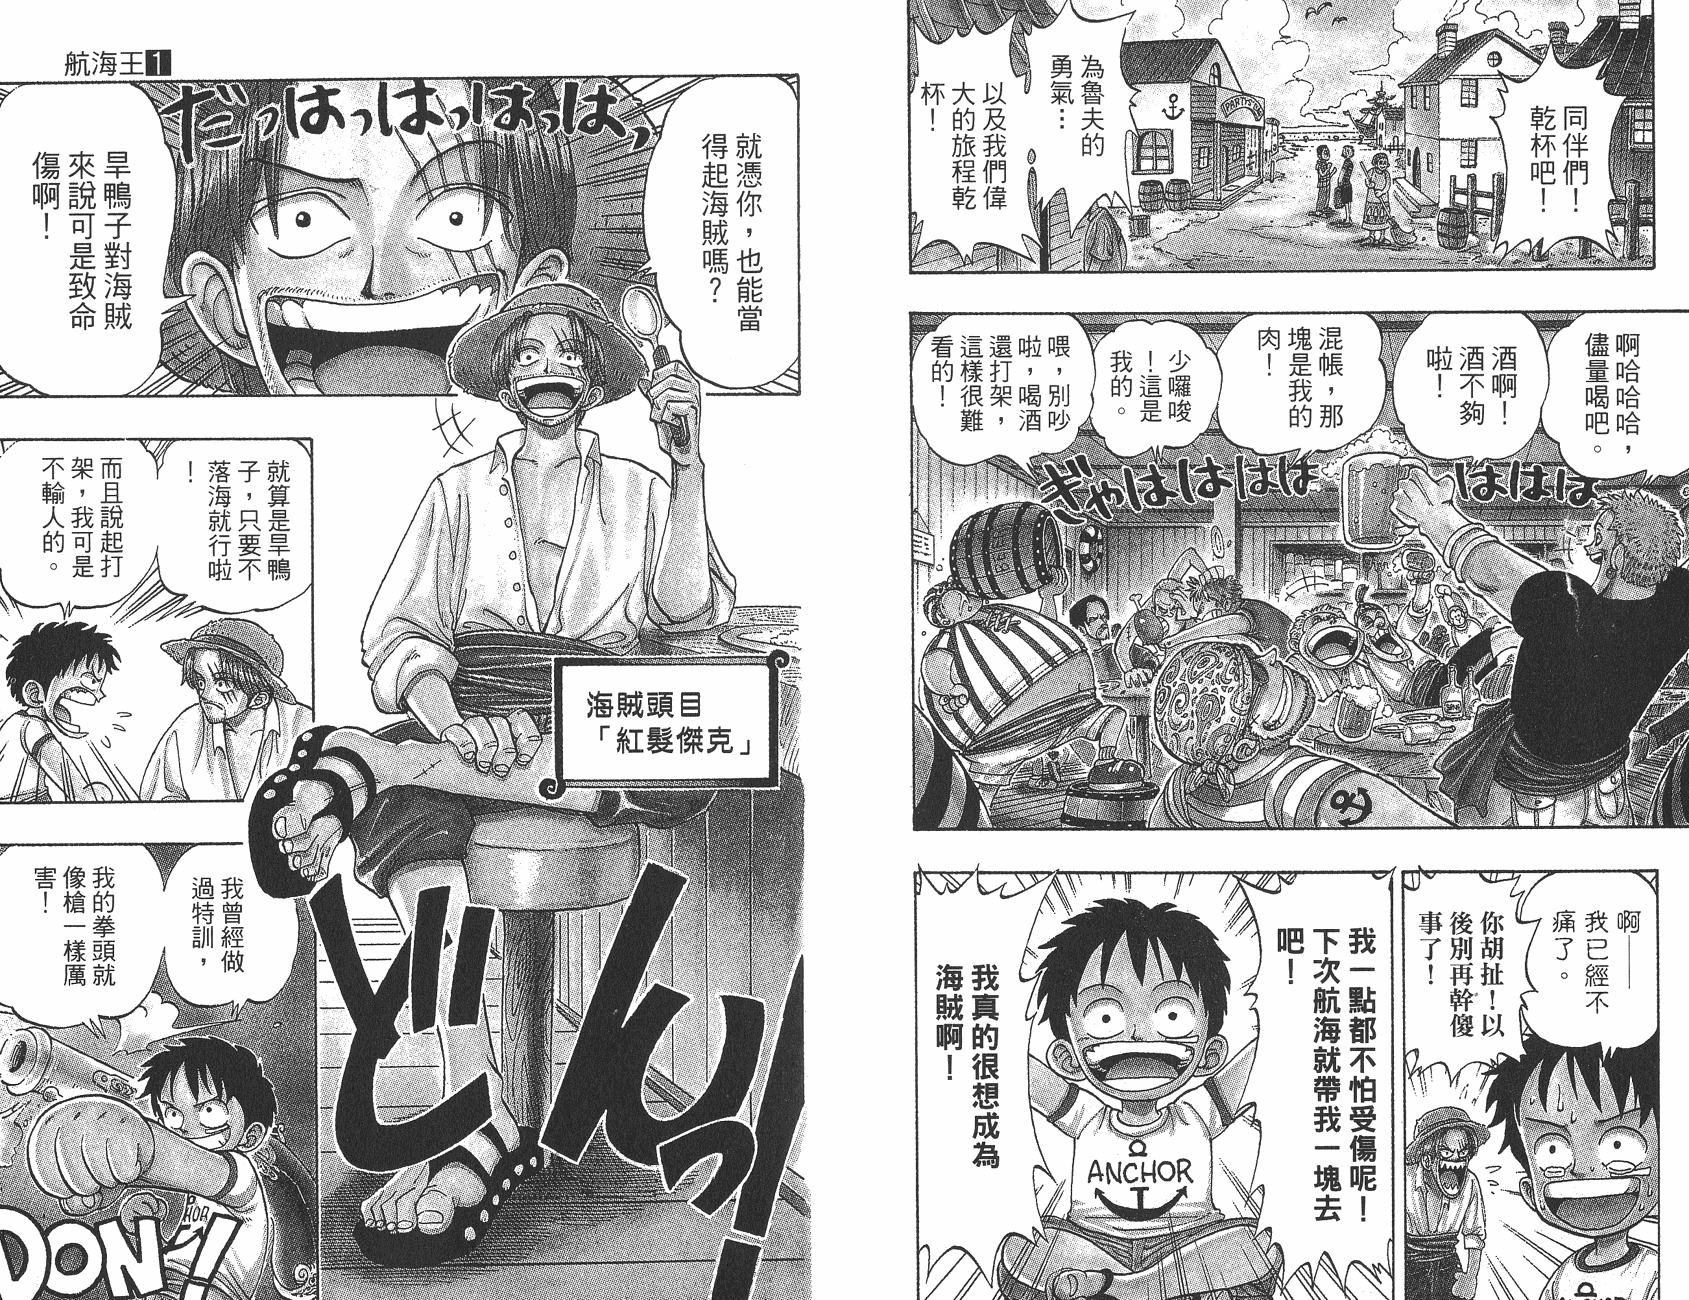 同伴們！
乾杯吧！
為魯夫的
勇氣…
以及我們偉
大的旅程乾
杯！
PARTYS
啊哈哈哈，
儘量喝吧。
酒啊！
酒不夠
啦！
混帳，那
塊是我的
肉！
少囉唆
！這是
我的。
喂，別吵
啦，喝酒
還打架，
這樣很難
看的！
ぎゃはははは
ははは
啊——
我已經不
痛了。
你胡扯！以
後別再幹傻
事了！
我一點都不怕受傷呢！
下次航海就帶我一塊去
吧！
我真的很想成為
海賊啊！
ANCHOR
ANCHOR
航海王1
就憑你，也能當
得起海賊嗎？
だっはっはっはっはっ
旱鴨子對海賊
來說可是致命
傷啊！
海賊頭目
「紅髮傑克」
どんっ！
就算是旱鴨
子，只要不
落海就行啦
！
而且說起打
架，我可是
不輸人的。
我曾經做
過特訓，
我的拳頭就
像槍一樣厲
害！
DON！